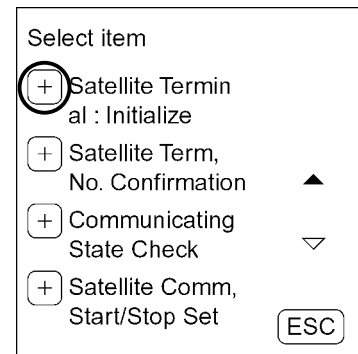 Select item
+ Satellite Termin
al : Initialize
+ Satellite Term,
No. Confirmation
+ Communicating
State Check
+ Satellite Comm,
Start/Stop Set
ESC